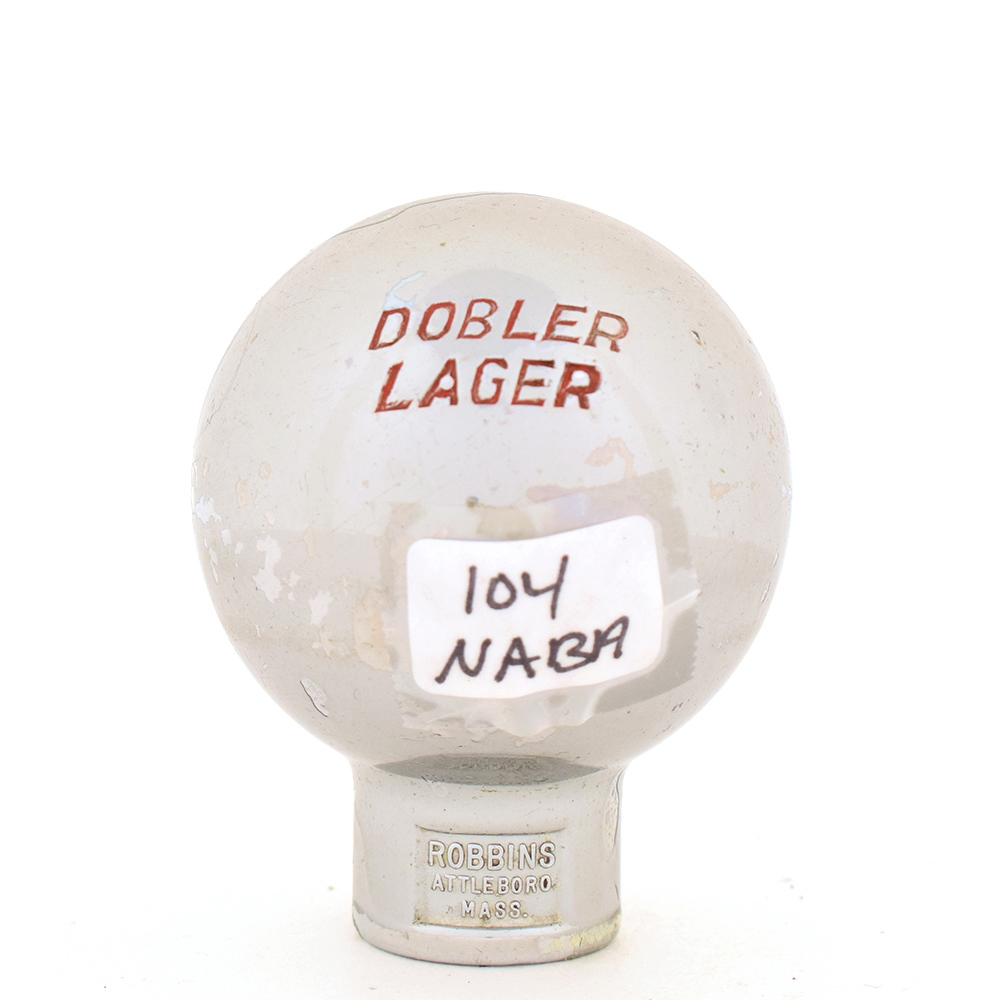 DOBLER
LAGER
104
NABA
ROBBINS
ATTLEBORO
MASS.